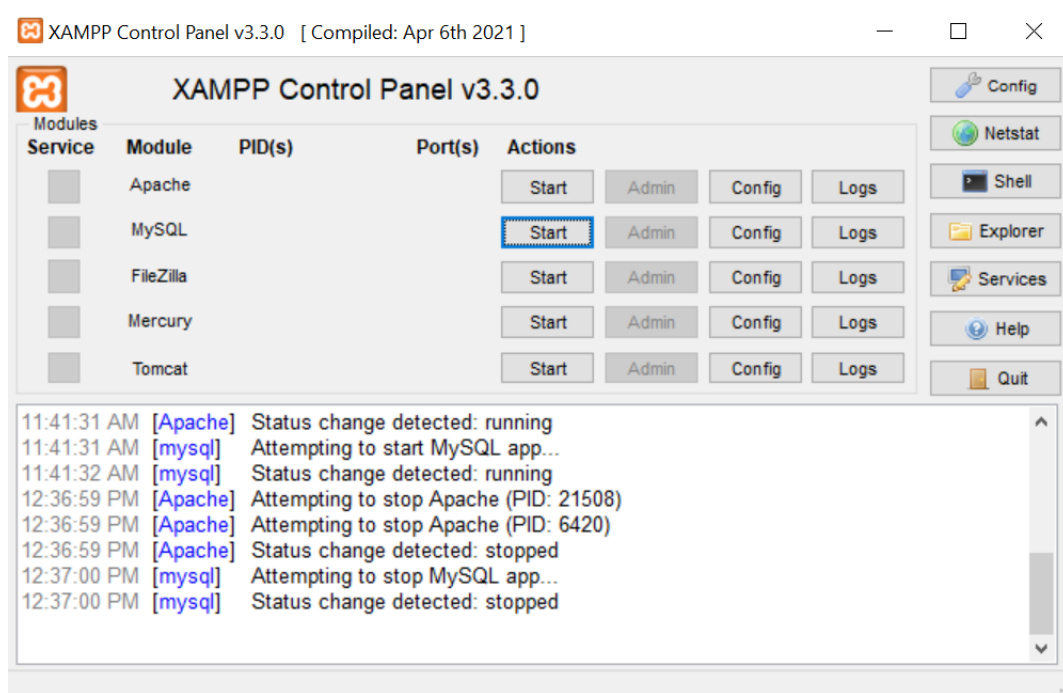 XAMPP Control Panel v3.3.0 [ Compiled: Apr 6th 2021 ]
XAMPP Control Panel v3.3.0
Config
Modules
Netstat
Service Module PID(s) Port(s) Actions
Apache Start Admin Config Logs
Shell
MySQL Start Admin Config Logs
Explorer
FileZilla Start Admin Config Logs
Services
Mercury Start Admin Config Logs
Help
Tomcat Start Admin Config Logs
Quit
11:41:31 AM [Apache] Status change detected: running
11:41:31 AM [mysql] Attempting to start MySQL app...
11:41:32 AM [mysql] Status change detected: running
12:36:59 PM [Apache] Attempting to stop Apache (PID: 21508)
12:36:59 PM [Apache] Attempting to stop Apache (PID: 6420)
12:36:59 PM [Apache] Status change detected: stopped
12:37:00 PM [mysql] Attempting to stop MySQL app...
12:37:00 PM [mysql] Status change detected: stopped